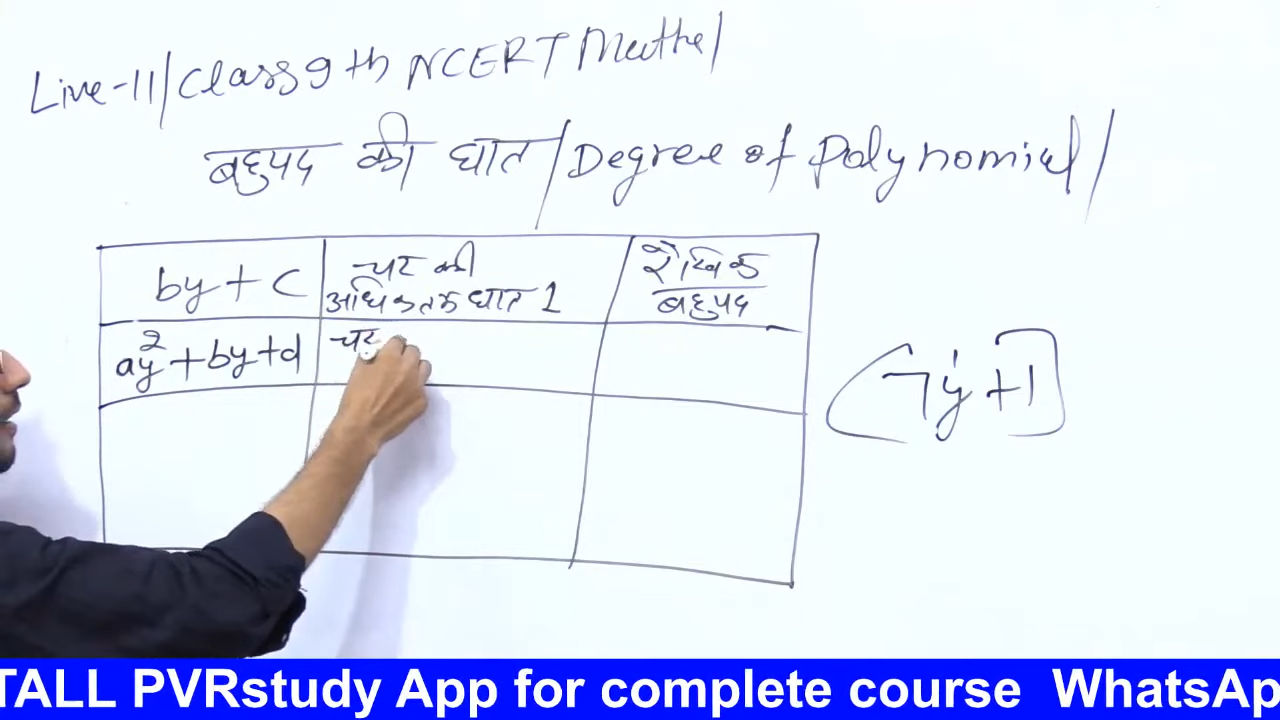 Live-11/Class 9th NCERT Maths/
बहुपद की घात/Degree of Polynomial/
by + c
चर की
अधिकतम घात 1
रैखिक
बहुपद
ay² + by + d
चर
7y + 1
TALL PVRstudy App for complete course WhatsAp